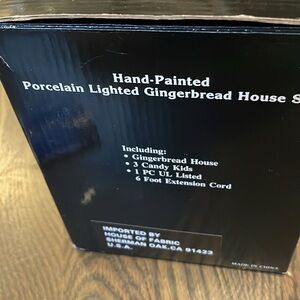 Hand-Painted
Porcelain Lighted Gingerbread House S
Including:
• Gingerbread House
• 3 Candy Kids
• 1 PC UL Listed
6 Foot Extension Cord
IMPORTED BY
HOUSE OF FABRIC
SHERMAN OAK.CA 91423
U.S.A.
MADE IN CHINA